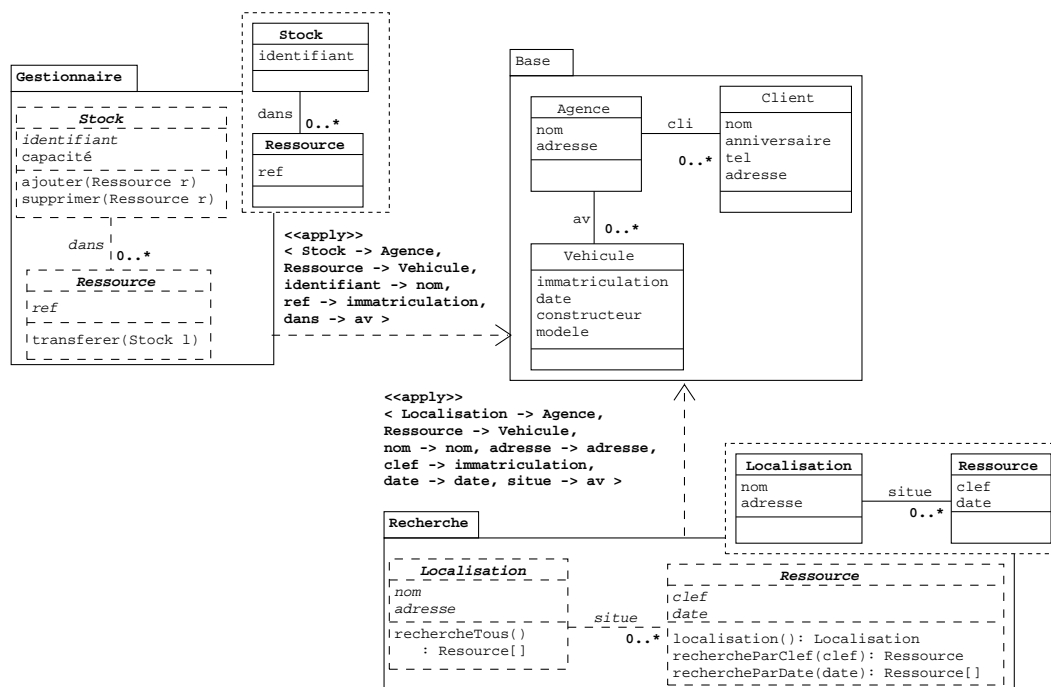 Gestionnaire
Stock
identifiant
capacité
ajouter(Ressource r)
supprimer(Ressource r)
dans
0..*
Ressource
ref
transferer(Stock l)
Stock
identifiant
dans
0..*
Ressource
ref
<<apply>>
< Stock -> Agence,
Ressource -> Vehicule,
identifiant -> nom,
ref -> immatriculation,
dans -> av >
Base
Agence
nom
adresse
cli
0..*
Client
nom
anniversaire
tel
adresse
av
0..*
Vehicule
immatriculation
date
constructeur
modele
<<apply>>
< Localisation -> Agence,
Ressource -> Vehicule,
nom -> nom, adresse -> adresse,
clef -> immatriculation,
date -> date, situe -> av >
Localisation
nom
adresse
situe
0..*
Ressource
clef
date
Recherche
Localisation
nom
adresse
rechercheTous()
: Resource[]
situe
0..*
Ressource
clef
date
localisation(): Localisation
rechercheParClef(clef): Ressource
rechercheParDate(date): Ressource[]